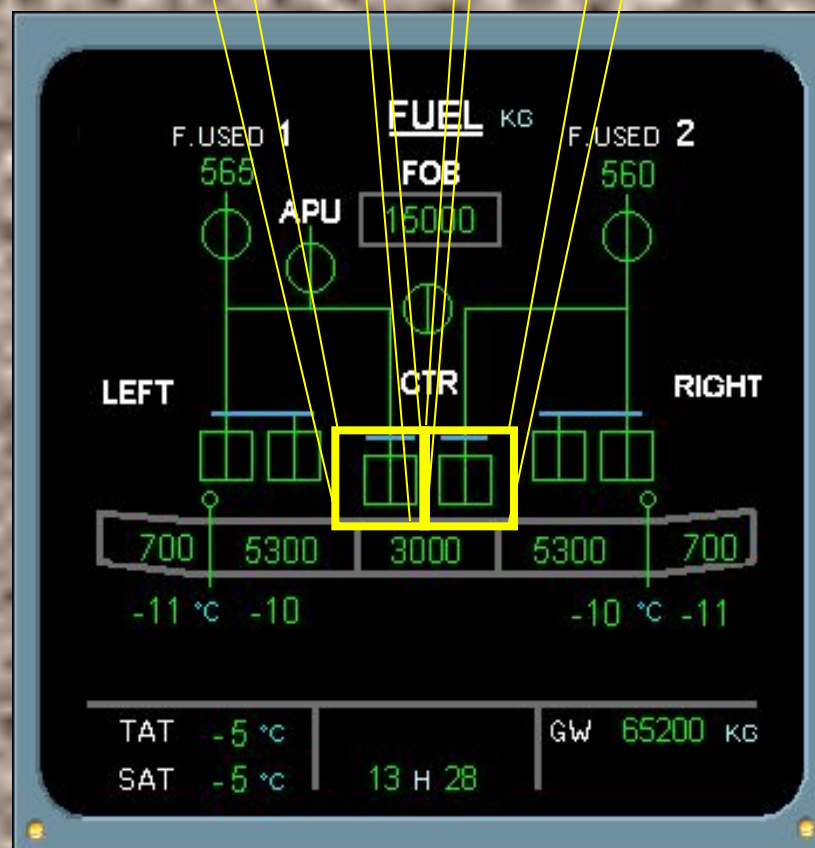 FUEL KG
F.USED 1 F.USED 2
565 FOB 560
APU 15000
LEFT CTR RIGHT
700 5300 3000 5300 700
-11 °C -10 -10 °C -11
TAT -5 °C GW 65200 KG
SAT -5 °C 13 H 28